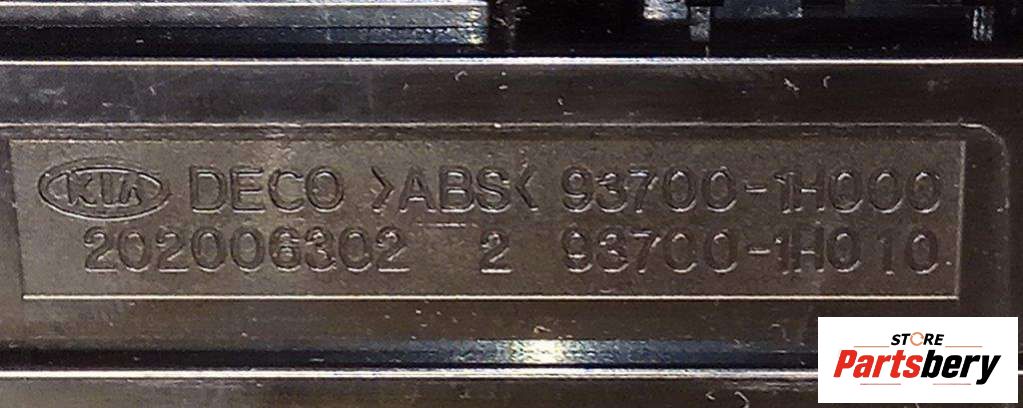 KIA DECO >ABS< 93700-1H000
202006302 2 93700-1H010
STORE
Partsbery